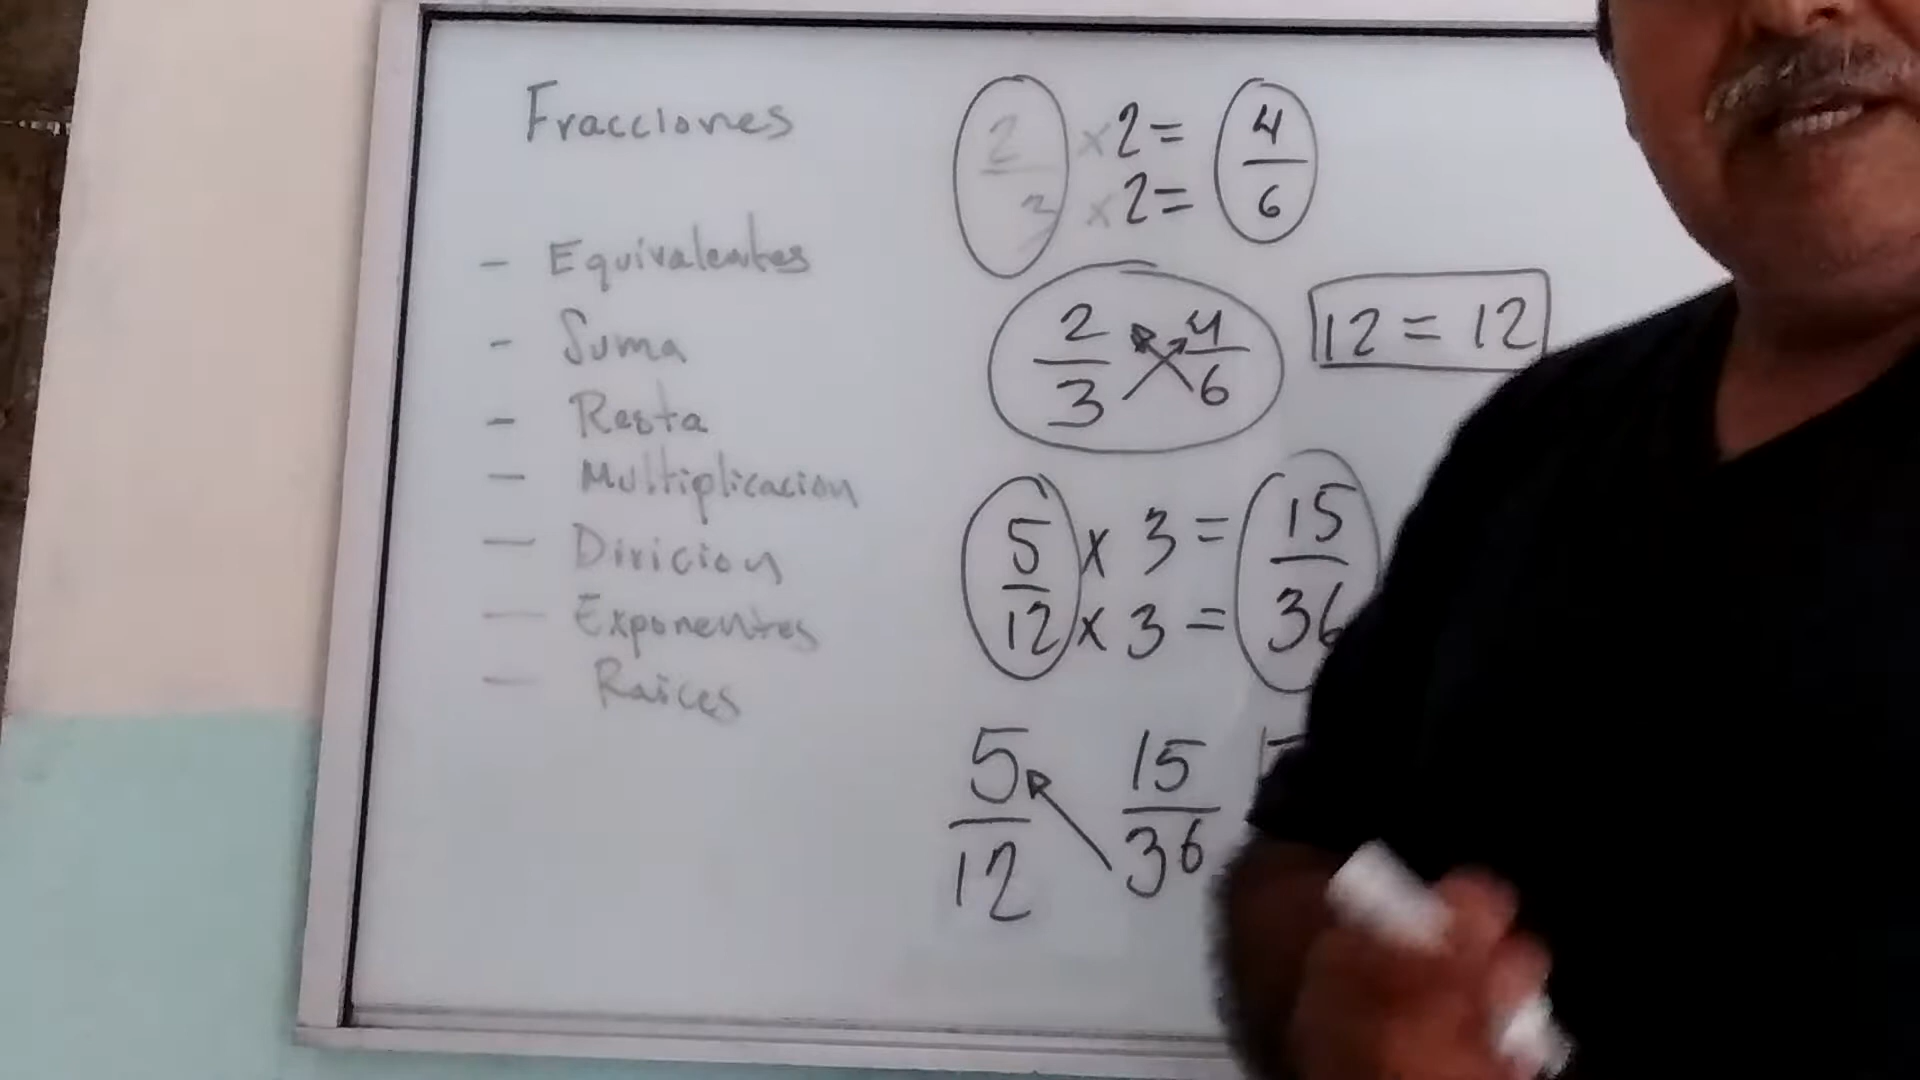 Fracciones
- Equivalentes
- Suma
- Resta
- Multiplicacion
- Divicion
- Exponentes
- Raices
2/3 x2= x2= 4/6
2/3 4/6 12 = 12
5/12 x 3 = x 3 = 15/36
5/12 15/36